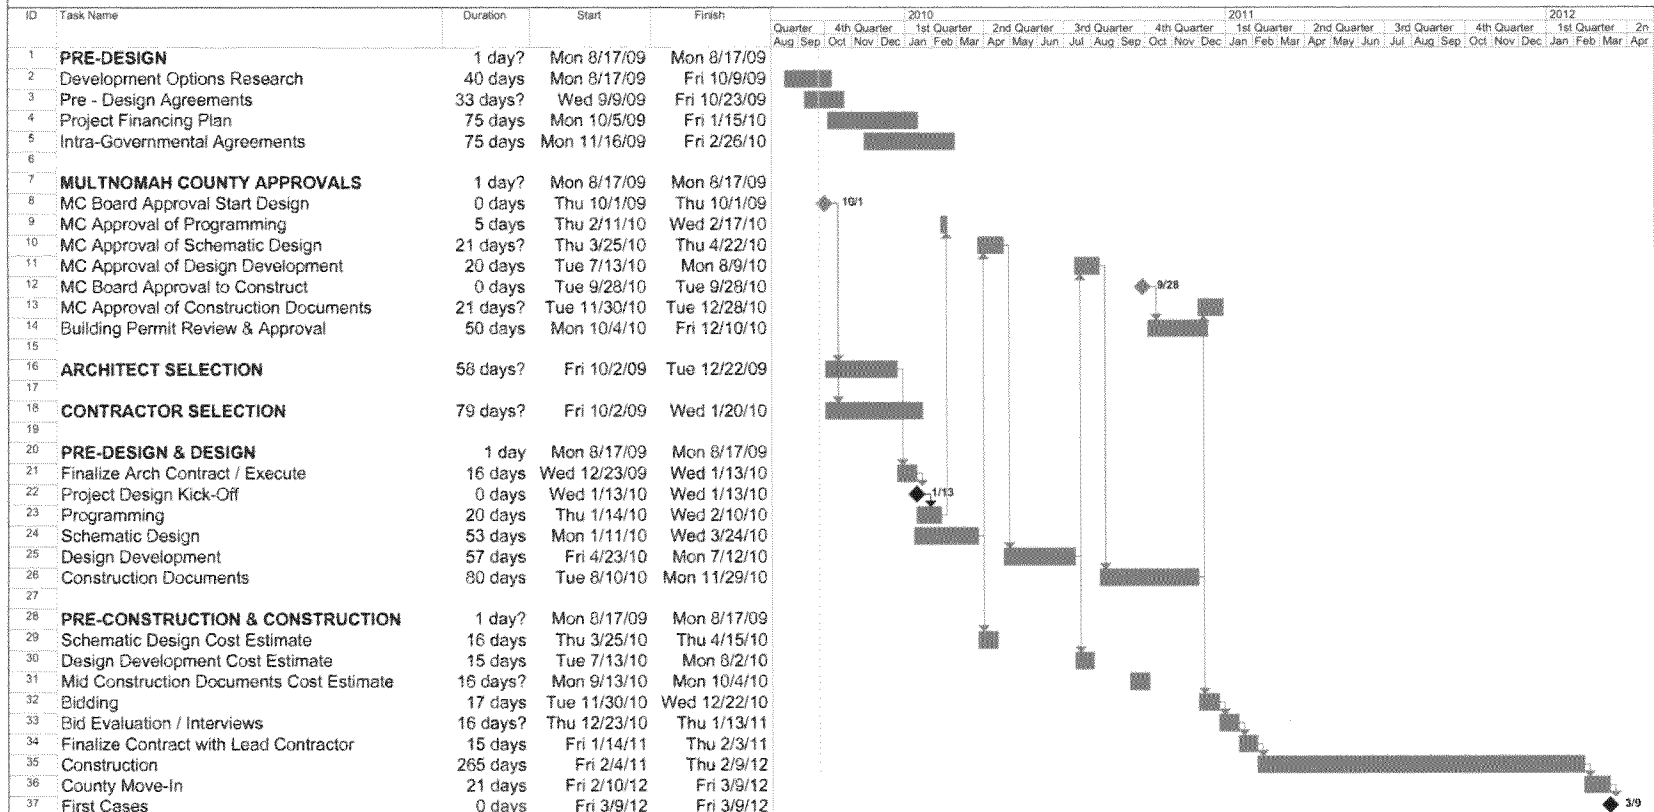 ID Task Name Duration Start Finish 2010 2011 2012
Quarter 4th Quarter 1st Quarter 2nd Quarter 3rd Quarter 4th Quarter 1st Quarter 2nd Quarter 3rd Quarter 4th Quarter 1st Quarter 2n
Aug Sep Oct Nov Dec Jan Feb Mar Apr May Jun Jul Aug Sep Oct Nov Dec Jan Feb Mar Apr May Jun Jul Aug Sep Oct Nov Dec Jan Feb Mar Apr
1 PRE-DESIGN 1 day? Mon 8/17/09 Mon 8/17/09
2 Development Options Research 40 days Mon 8/17/09 Fri 10/9/09
3 Pre - Design Agreements 33 days? Wed 9/9/09 Fri 10/23/09
4 Project Financing Plan 75 days Mon 10/5/09 Fri 1/15/10
5 Intra-Governmental Agreements 75 days Mon 11/16/09 Fri 2/26/10
6
7 MULTNOMAH COUNTY APPROVALS 1 day? Mon 8/17/09 Mon 8/17/09
8 MC Board Approval Start Design 0 days Thu 10/1/09 Thu 10/1/09 10/1
9 MC Approval of Programming 5 days Thu 2/11/10 Wed 2/17/10
10 MC Approval of Schematic Design 21 days? Thu 3/25/10 Thu 4/22/10
11 MC Approval of Design Development 20 days Tue 7/13/10 Mon 8/9/10
12 MC Board Approval to Construct 0 days Tue 9/28/10 Tue 9/28/10 9/28
13 MC Approval of Construction Documents 21 days? Tue 11/30/10 Tue 12/28/10
14 Building Permit Review & Approval 50 days Mon 10/4/10 Fri 12/10/10
15
16 ARCHITECT SELECTION 58 days? Fri 10/2/09 Tue 12/22/09
17
18 CONTRACTOR SELECTION 79 days? Fri 10/2/09 Wed 1/20/10
19
20 PRE-DESIGN & DESIGN 1 day Mon 8/17/09 Mon 8/17/09
21 Finalize Arch Contract / Execute 16 days Wed 12/23/09 Wed 1/13/10
22 Project Design Kick-Off 0 days Wed 1/13/10 Wed 1/13/10 1/13
23 Programming 20 days Thu 1/14/10 Wed 2/10/10
24 Schematic Design 53 days Mon 1/11/10 Wed 3/24/10
25 Design Development 57 days Fri 4/23/10 Mon 7/12/10
26 Construction Documents 80 days Tue 8/10/10 Mon 11/29/10
27
28 PRE-CONSTRUCTION & CONSTRUCTION 1 day? Mon 8/17/09 Mon 8/17/09
29 Schematic Design Cost Estimate 16 days Thu 3/25/10 Thu 4/15/10
30 Design Development Cost Estimate 15 days Tue 7/13/10 Mon 8/2/10
31 Mid Construction Documents Cost Estimate 16 days? Mon 9/13/10 Mon 10/4/10
32 Bidding 17 days Tue 11/30/10 Wed 12/22/10
33 Bid Evaluation / Interviews 16 days? Thu 12/23/10 Thu 1/13/11
34 Finalize Contract with Lead Contractor 15 days Fri 1/14/11 Thu 2/3/11
35 Construction 265 days Fri 2/4/11 Thu 2/9/12
36 County Move-In 21 days Fri 2/10/12 Fri 3/9/12
37 First Cases 0 days Fri 3/9/12 Fri 3/9/12 3/9